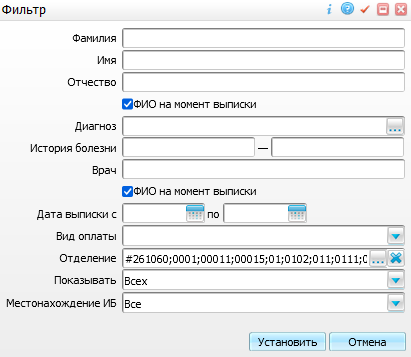 Фильтр
Фамилия
Имя
Отчество
ФИО на момент выписки
Диагноз ...
История болезни —
Врач
ФИО на момент выписки
Дата выписки с по
Вид оплаты
Отделение #261060;0001;00011;00015;01;0102;011;0111;0 ...
Показывать Всех
Местонахождение ИБ Все
Установить Отмена